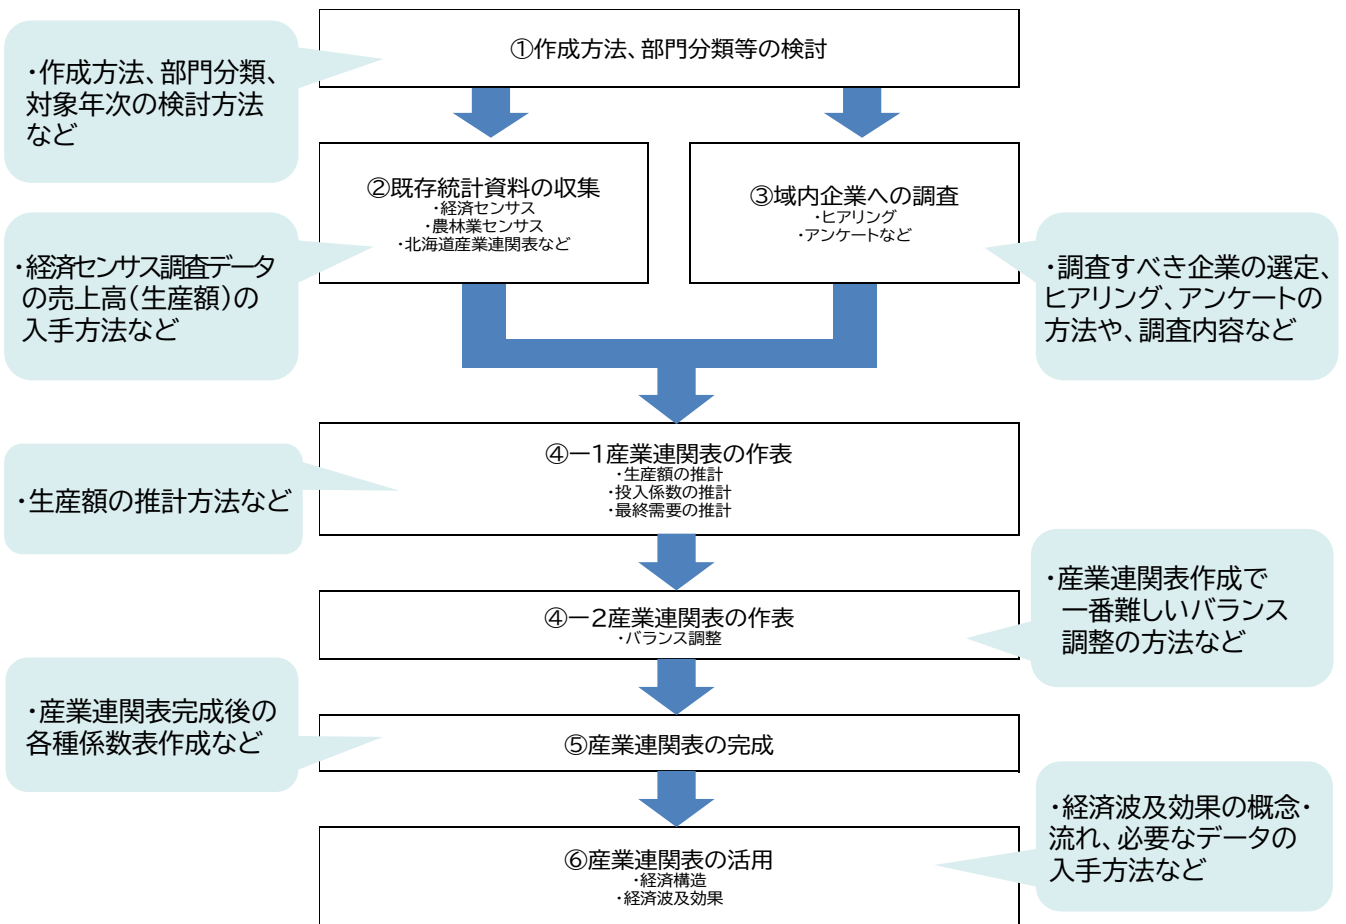 ①作成方法、部門分類等の検討
・作成方法、部門分類、
対象年次の検討方法
など
②既存統計資料の収集
・経済センサス
・農林業センサス
・北海道産業連関表など
③域内企業への調査
・ヒアリング
・アンケートなど
・経済センサス調査データ
の売上高(生産額)の
入手方法など
・調査すべき企業の選定、
ヒアリング、アンケートの
方法や、調査内容など
④ー1産業連関表の作表
・生産額の推計
・投入係数の推計
・最終需要の推計
・生産額の推計方法など
④ー2産業連関表の作表
・バランス調整
・産業連関表作成で
一番難しいバランス
調整の方法など
・産業連関表完成後の
各種係数表作成など
⑤産業連関表の完成
⑥産業連関表の活用
・経済構造
・経済波及効果
・経済波及効果の概念・
流れ、必要なデータの
入手方法など